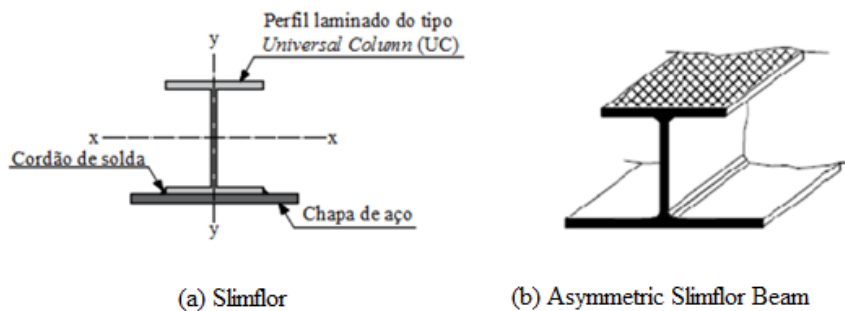 Perfil laminado do tipo
Universal Column (UC)
y
x
x
Cordão de solda
Chapa de aço
y
(a) Slimflor
(b) Asymmetric Slimflor Beam